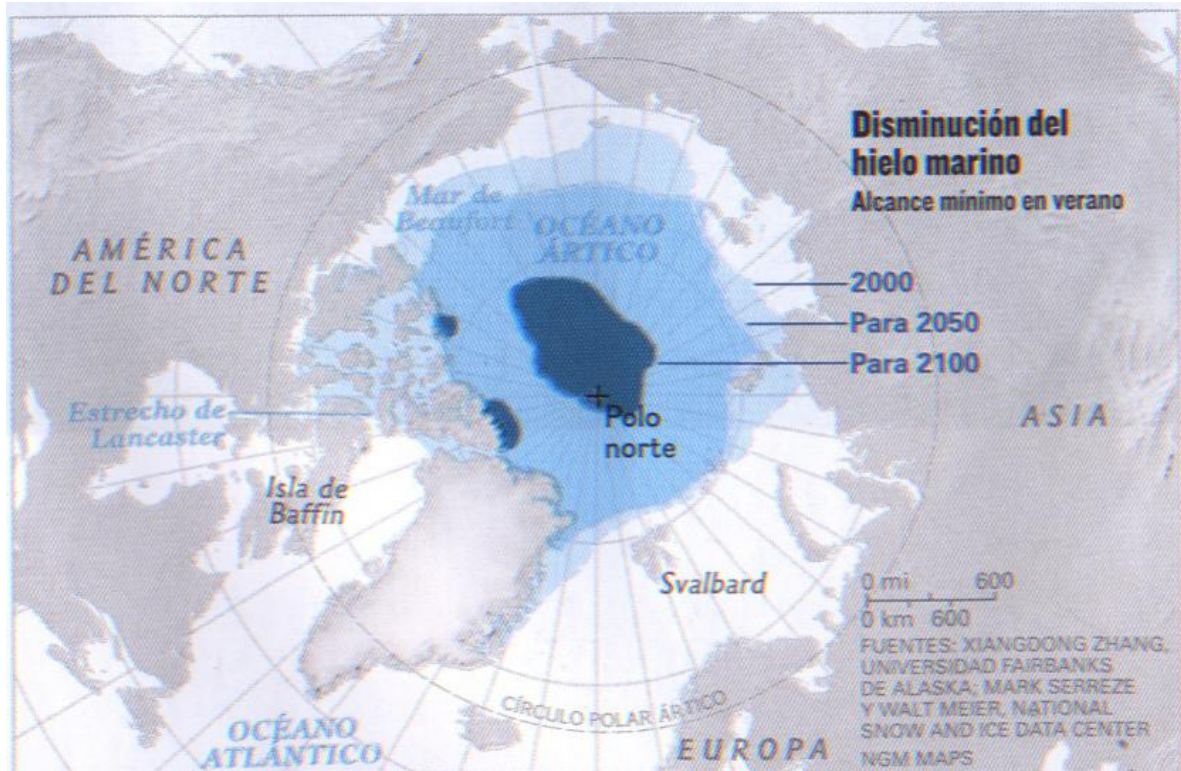 Disminución del
hielo marino
Alcance mínimo en verano
Mar de
Beaufort
OCÉANO
ÁRTICO
AMÉRICA
DEL NORTE
2000
Para 2050
Para 2100
Estrecho de
Lancaster
Polo
norte
ASIA
Isla de
Baffin
Svalbard
0 mi 600
0 km 600
CÍRCULO POLAR ÁRTICO
OCÉANO
ATLÁNTICO
EUROPA
FUENTES: XIANGDONG ZHANG,
UNIVERSIDAD FAIRBANKS
DE ALASKA; MARK SERREZE
Y WALT MEIER, NATIONAL
SNOW AND ICE DATA CENTER
NGM MAPS